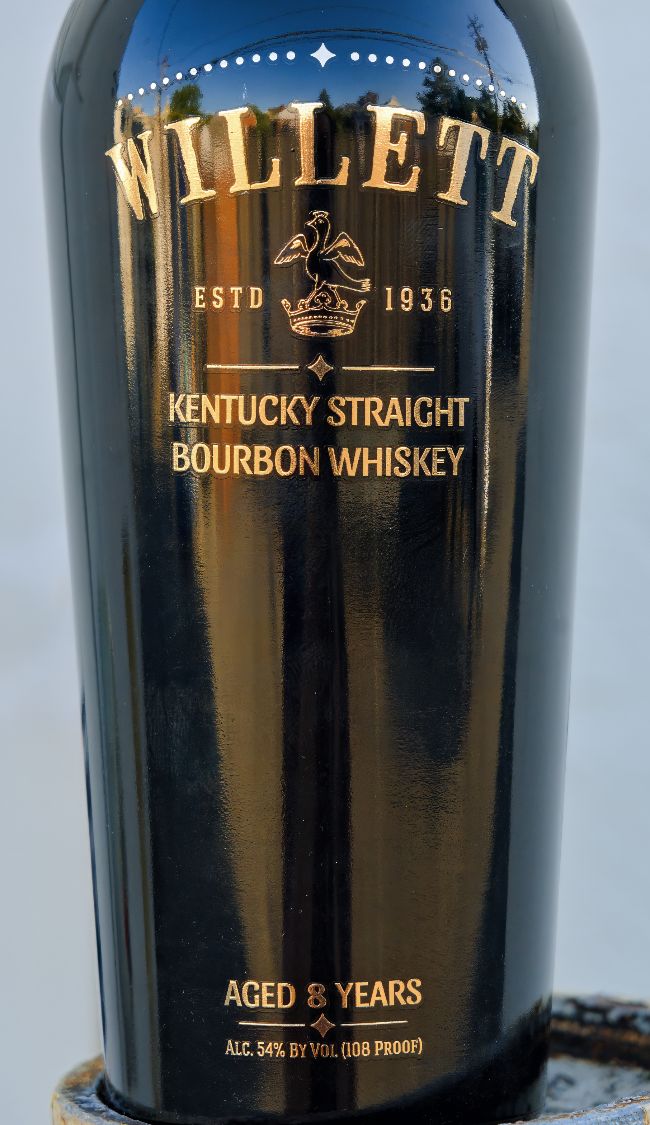 WILLETT
ESTD 1936
KENTUCKY STRAIGHT
BOURBON WHISKEY
AGED 8 YEARS
ALC. 54% BY VOL. (108 PROOF)